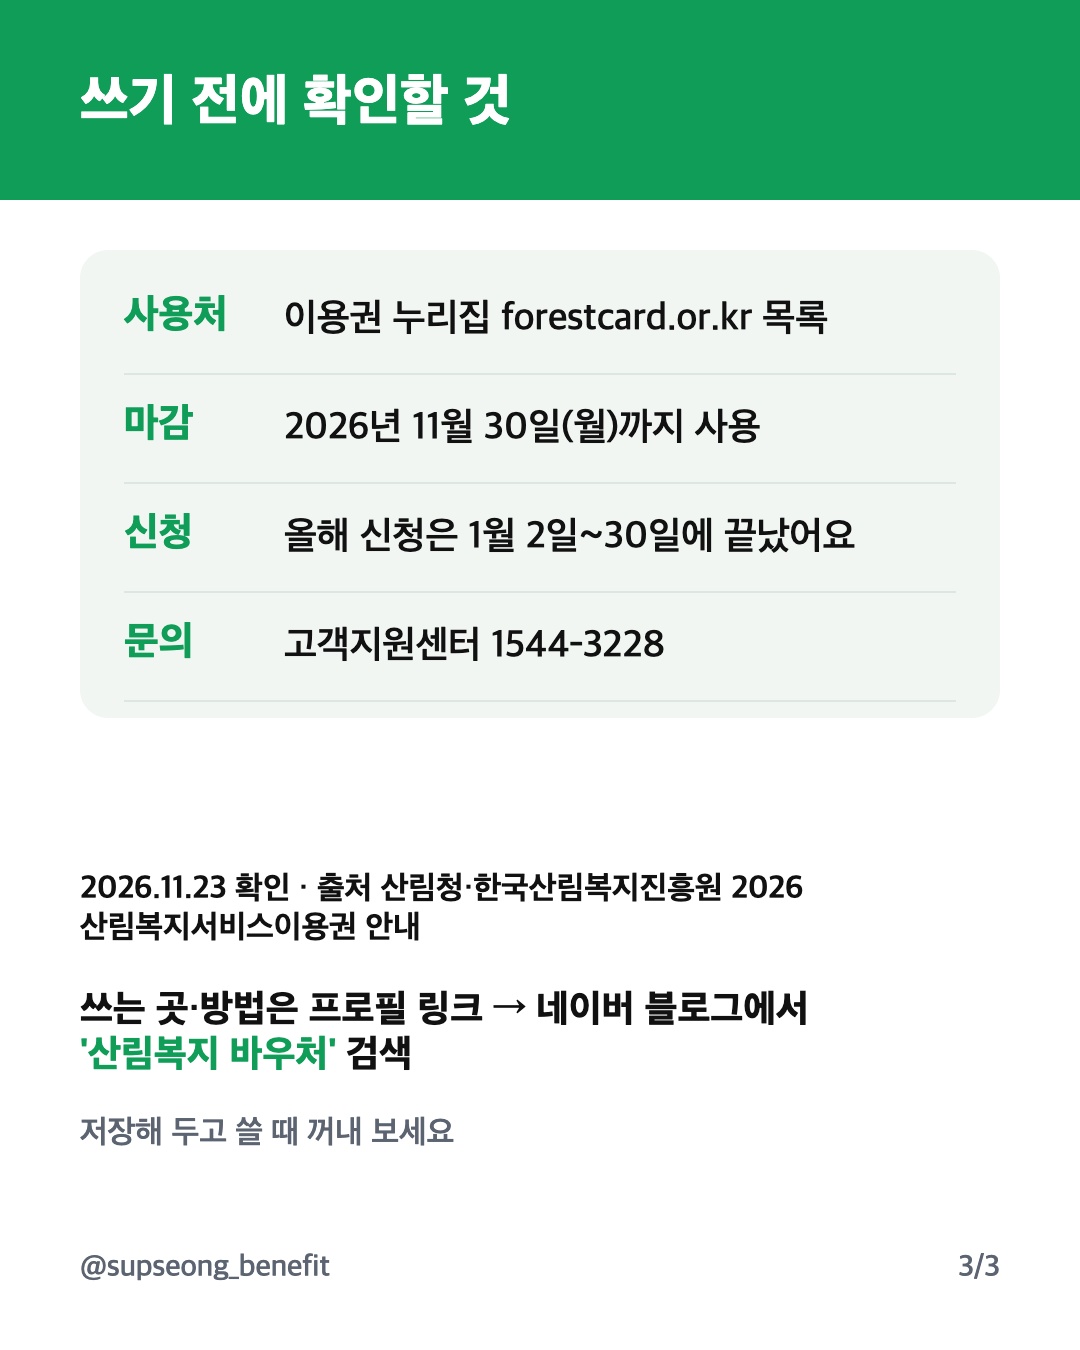 쓰기 전에 확인할 것
사용처 이용권 누리집 forestcard.or.kr 목록
마감 2026년 11월 30일(월)까지 사용
신청 올해 신청은 1월 2일~30일에 끝났어요
문의 고객지원센터 1544-3228
2026.11.23 확인 · 출처 산림청·한국산림복지진흥원 2026
산림복지서비스이용권 안내
쓰는 곳·방법은 프로필 링크 → 네이버 블로그에서
'산림복지 바우처' 검색
저장해 두고 쓸 때 꺼내 보세요
@supseong_benefit 3/3